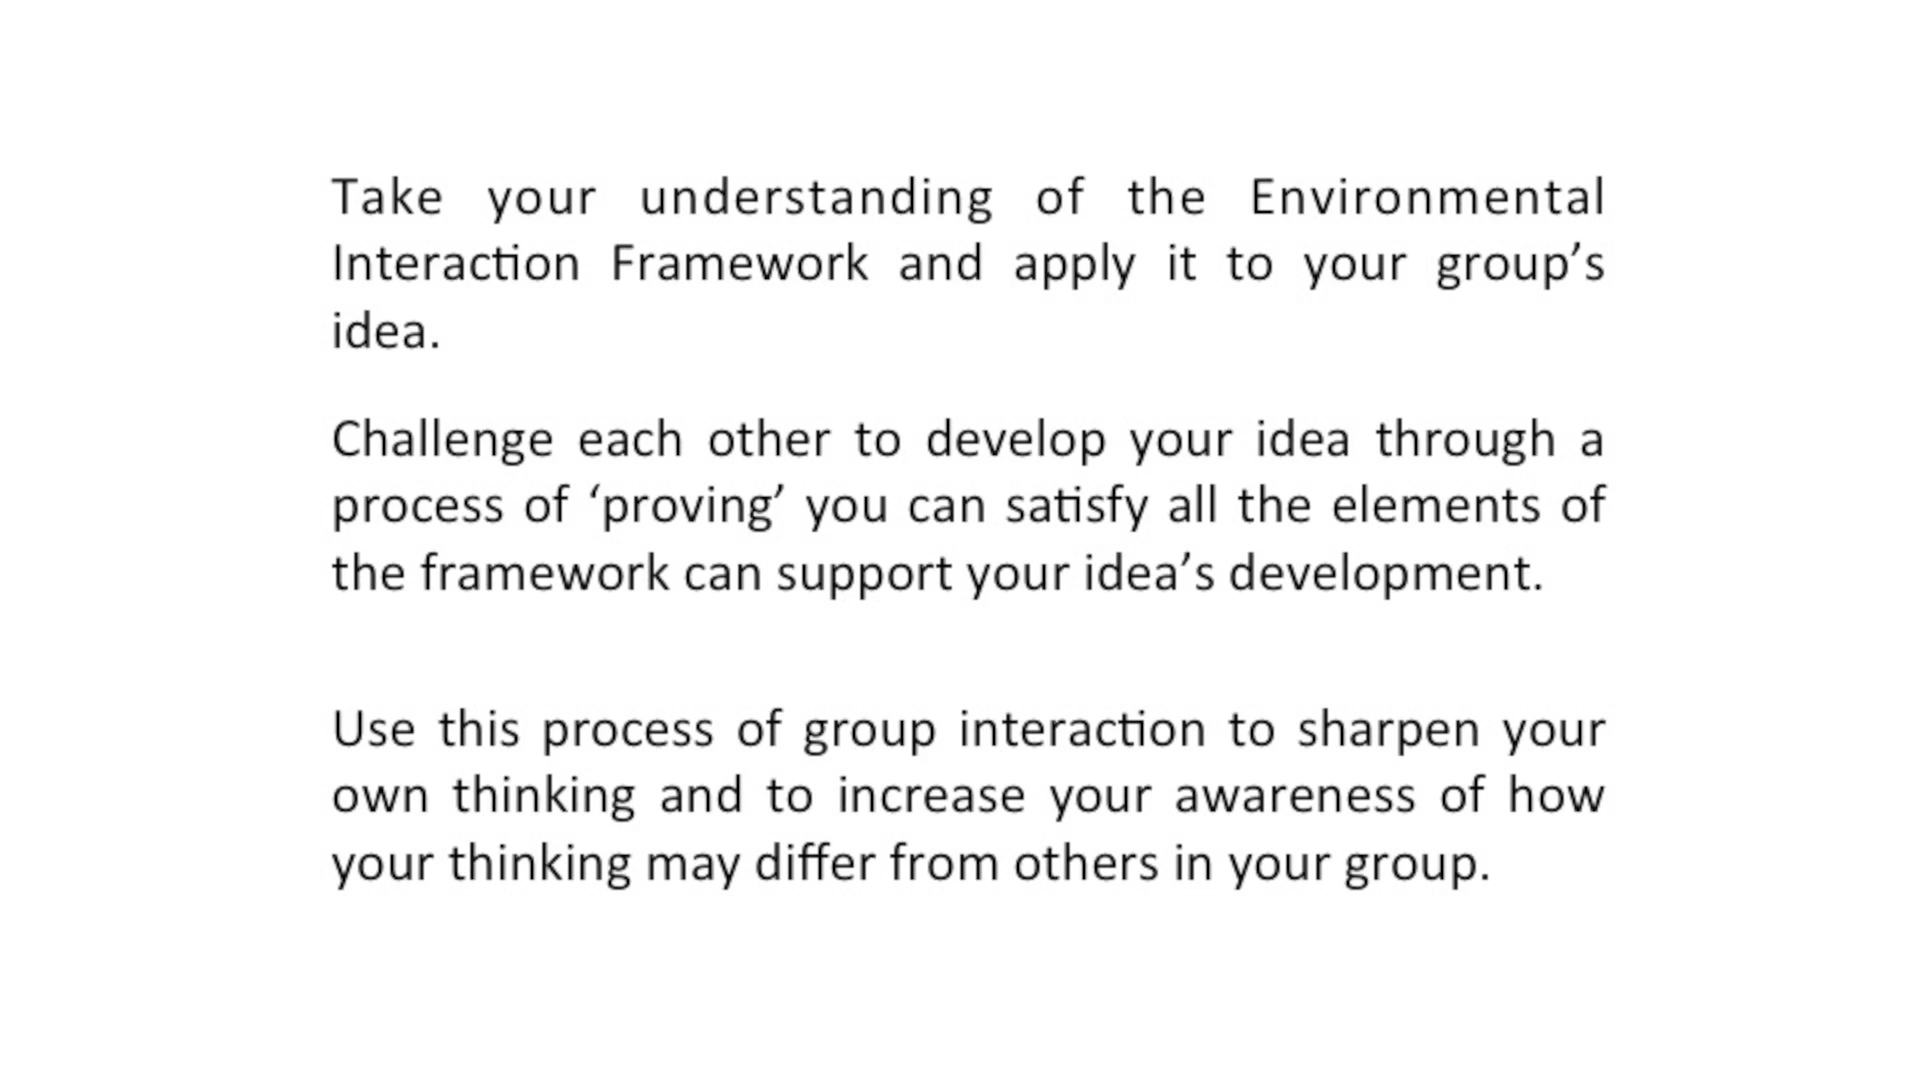 Take your understanding of the Environmental
Interaction Framework and apply it to your group’s
idea.
Challenge each other to develop your idea through a
process of ‘proving’ you can satisfy all the elements of
the framework can support your idea’s development.
Use this process of group interaction to sharpen your
own thinking and to increase your awareness of how
your thinking may differ from others in your group.